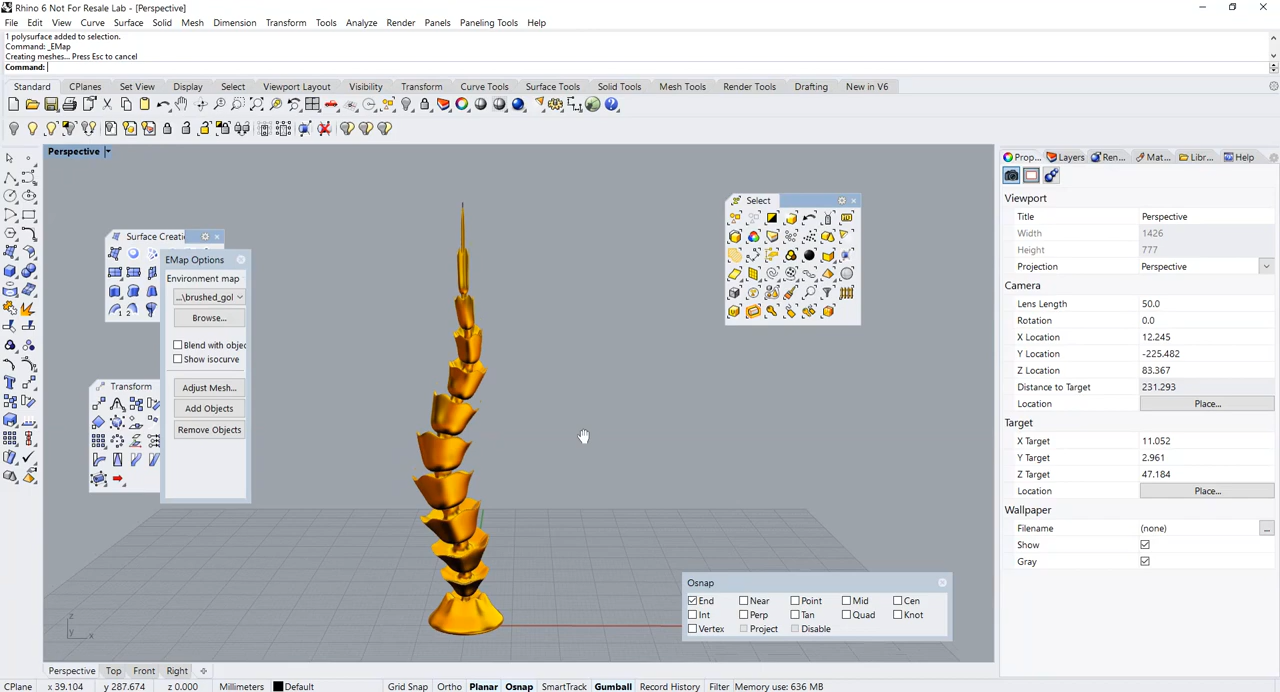 Rhino 6 Not For Resale Lab - [Perspective]
File Edit View Curve Surface Solid Mesh Dimension Transform Tools Analyze Render Panels Paneling Tools Help
1 polysurface added to selection.
Command: _EMap
Creating meshes... Press Esc to cancel
Command:
Standard CPlanes Set View Display Select Viewport Layout Visibility Transform Curve Tools Surface Tools Solid Tools Mesh Tools Render Tools Drafting New in V6
Perspective
Prop... Layers Ren... Mat... Libr... Help
Viewport
Title Perspective
Width 1426
Height 777
Projection Perspective
Camera
Lens Length 50.0
Rotation 0.0
X Location 12.245
Y Location -225.482
Z Location 83.367
Distance to Target 231.293
Location Place...
Target
X Target 11.052
Y Target 2.961
Z Target 47.184
Location Place...
Wallpaper
Filename (none) ...
Show
Gray
Select
Surface Creati
EMap Options
Environment map
...\brushed_gol
Browse...
Blend with objec
Show isocurve
Adjust Mesh...
Add Objects
Remove Objects
Transform
Osnap
End Near Point Mid Cen
Int Perp Tan Quad Knot
Vertex Project Disable
z
y x
Perspective Top Front Right
CPlane x 39.104 y 287.674 z 0.000 Millimeters Default Grid Snap Ortho Planar Osnap SmartTrack Gumball Record History Filter Memory use: 636 MB